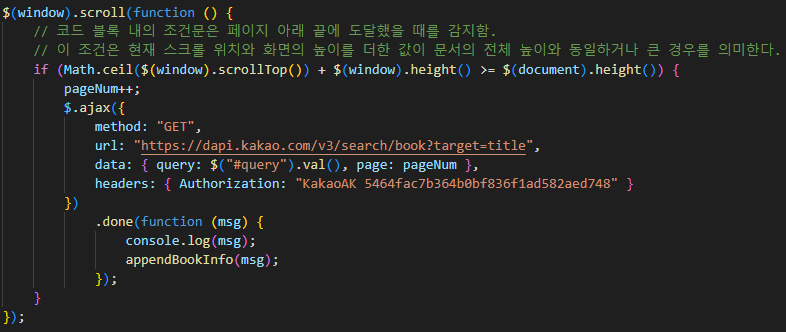 $(window).scroll(function () {
// 코드 블록 내의 조건문은 페이지 아래 끝에 도달했을 때를 감지함.
// 이 조건은 현재 스크롤 위치와 화면의 높이를 더한 값이 문서의 전체 높이와 동일하거나 큰 경우를 의미한다.
if (Math.ceil($(window).scrollTop()) + $(window).height() >= $(document).height()) {
pageNum++;
$.ajax({
method: "GET",
url: "https://dapi.kakao.com/v3/search/book?target=title",
data: { query: $("#query").val(), page: pageNum },
headers: { Authorization: "KakaoAK 5464fac7b364b0bf836f1ad582aed748" }
})
.done(function (msg) {
console.log(msg);
appendBookInfo(msg);
});
}
});